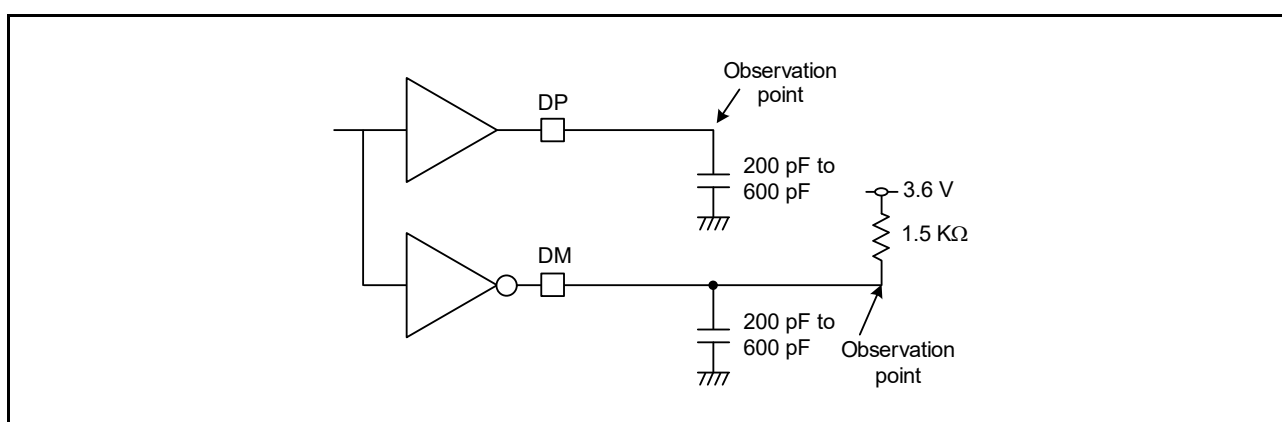 Observation
point
DP
200 pF to
600 pF
3.6 V
1.5 KΩ
DM
200 pF to
600 pF
Observation
point